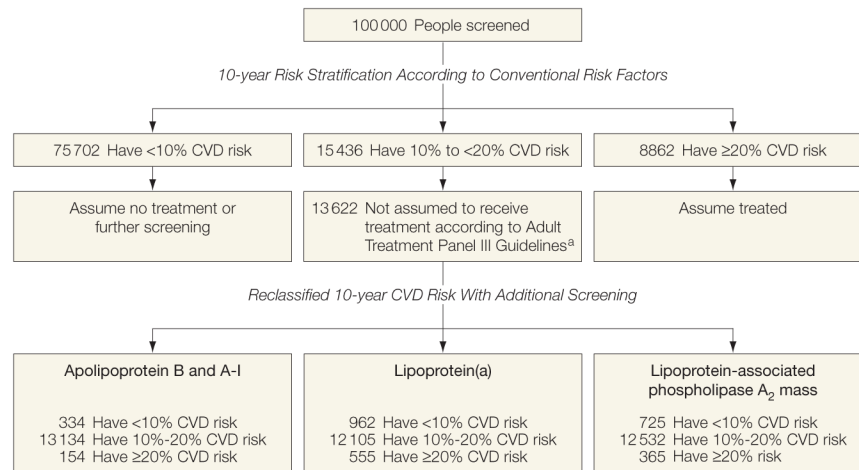 100 000 People screened
10-year Risk Stratification According to Conventional Risk Factors
75 702 Have <10% CVD risk
15 436 Have 10% to <20% CVD risk
8862 Have ≥20% CVD risk
Assume no treatment or
further screening
13 622 Not assumed to receive
treatment according to Adult
Treatment Panel III Guidelinesᵃ
Assume treated
Reclassified 10-year CVD Risk With Additional Screening
Apolipoprotein B and A-I
334 Have <10% CVD risk
13 134 Have 10%-20% CVD risk
154 Have ≥20% CVD risk
Lipoprotein(a)
962 Have <10% CVD risk
12 105 Have 10%-20% CVD risk
555 Have ≥20% CVD risk
Lipoprotein-associated
phospholipase A₂ mass
725 Have <10% CVD risk
12 532 Have 10%-20% CVD risk
365 Have ≥20% risk